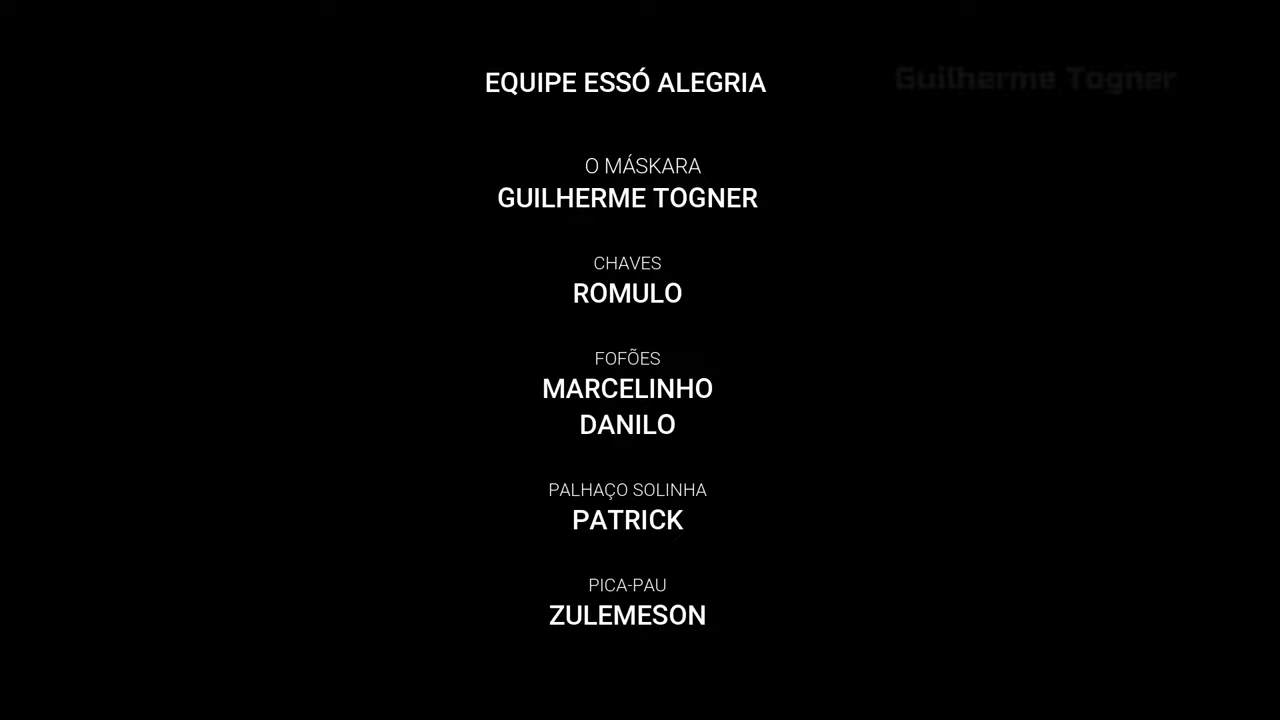 EQUIPE ESSÓ ALEGRIA
Guilherme Togner
O MÁSKARA
GUILHERME TOGNER
CHAVES
ROMULO
FOFÕES
MARCELINHO
DANILO
PALHAÇO SOLINHA
PATRICK
PICA-PAU
ZULEMESON